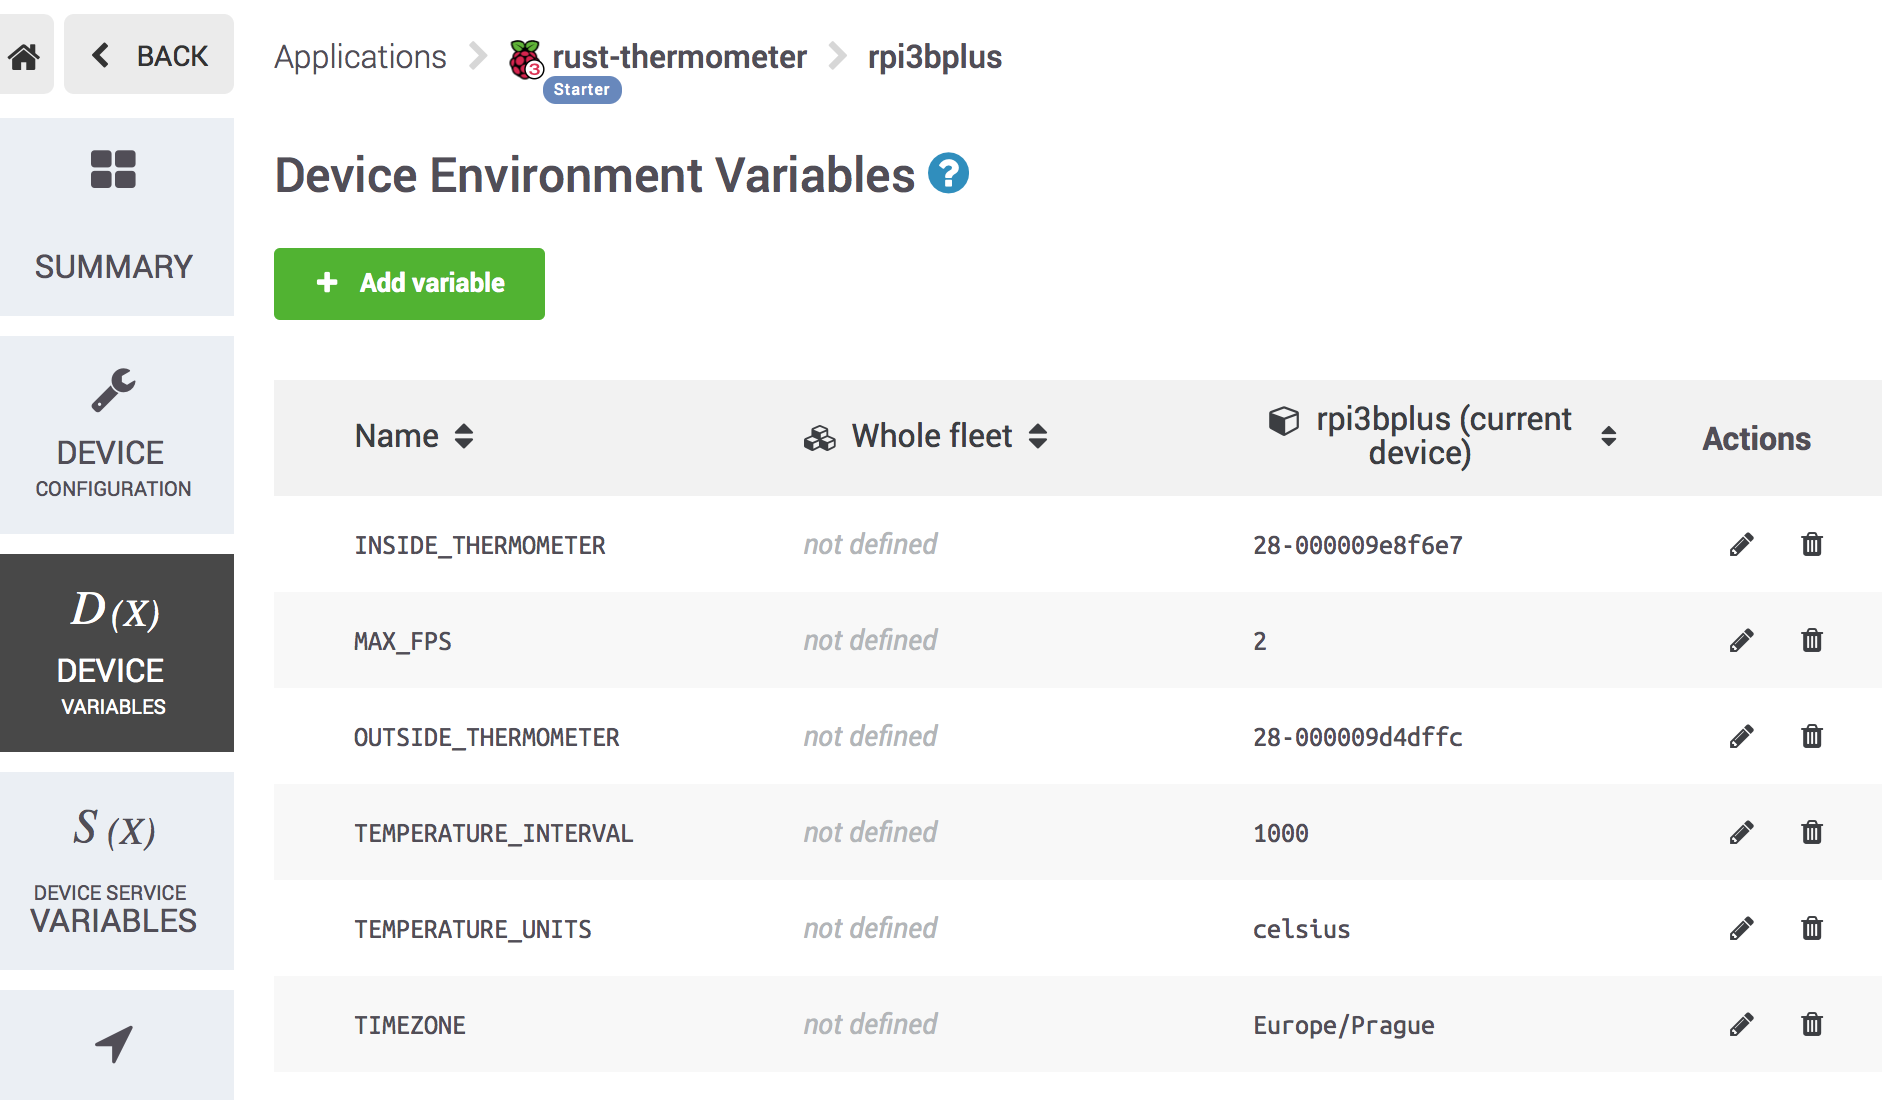 BACK
Applications rust-thermometer rpi3bplus
3
Starter
Device Environment Variables ?
+ Add variable
SUMMARY
DEVICE
CONFIGURATION
D(X)
DEVICE
VARIABLES
S(X)
DEVICE SERVICE
VARIABLES
Name Whole fleet rpi3bplus (current
device) Actions
INSIDE_THERMOMETER not defined 28-000009e8f6e7
MAX_FPS not defined 2
OUTSIDE_THERMOMETER not defined 28-000009d4dffc
TEMPERATURE_INTERVAL not defined 1000
TEMPERATURE_UNITS not defined celsius
TIMEZONE not defined Europe/Prague